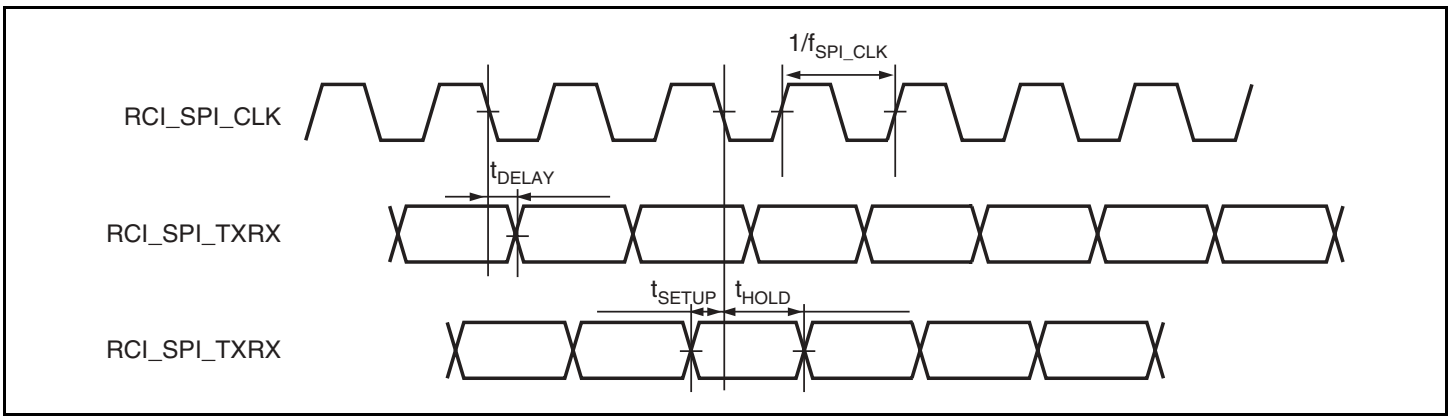 1/fSPI_CLK
RCI_SPI_CLK
tDELAY
RCI_SPI_TXRX
tSETUP tHOLD
RCI_SPI_TXRX